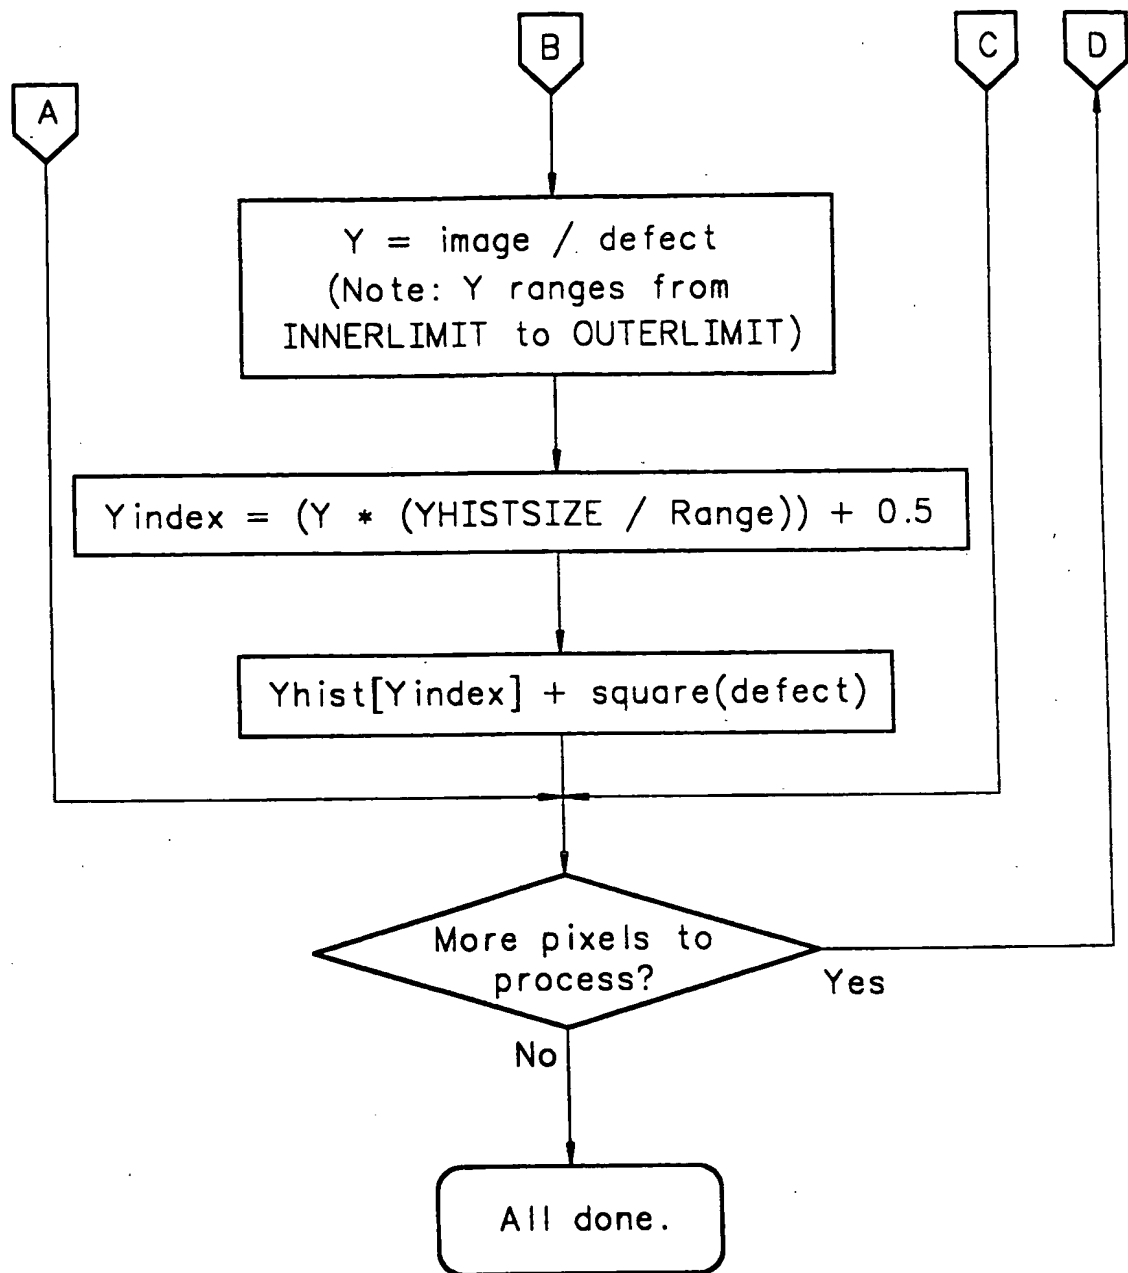 B
C
D
A
Y = image / defect
(Note: Y ranges from
INNERLIMIT to OUTERLIMIT)
Yindex = (Y * (YHISTSIZE / Range)) + 0.5
Yhist[Yindex] + square(defect)
More pixels to
process?
Yes
No
All done.